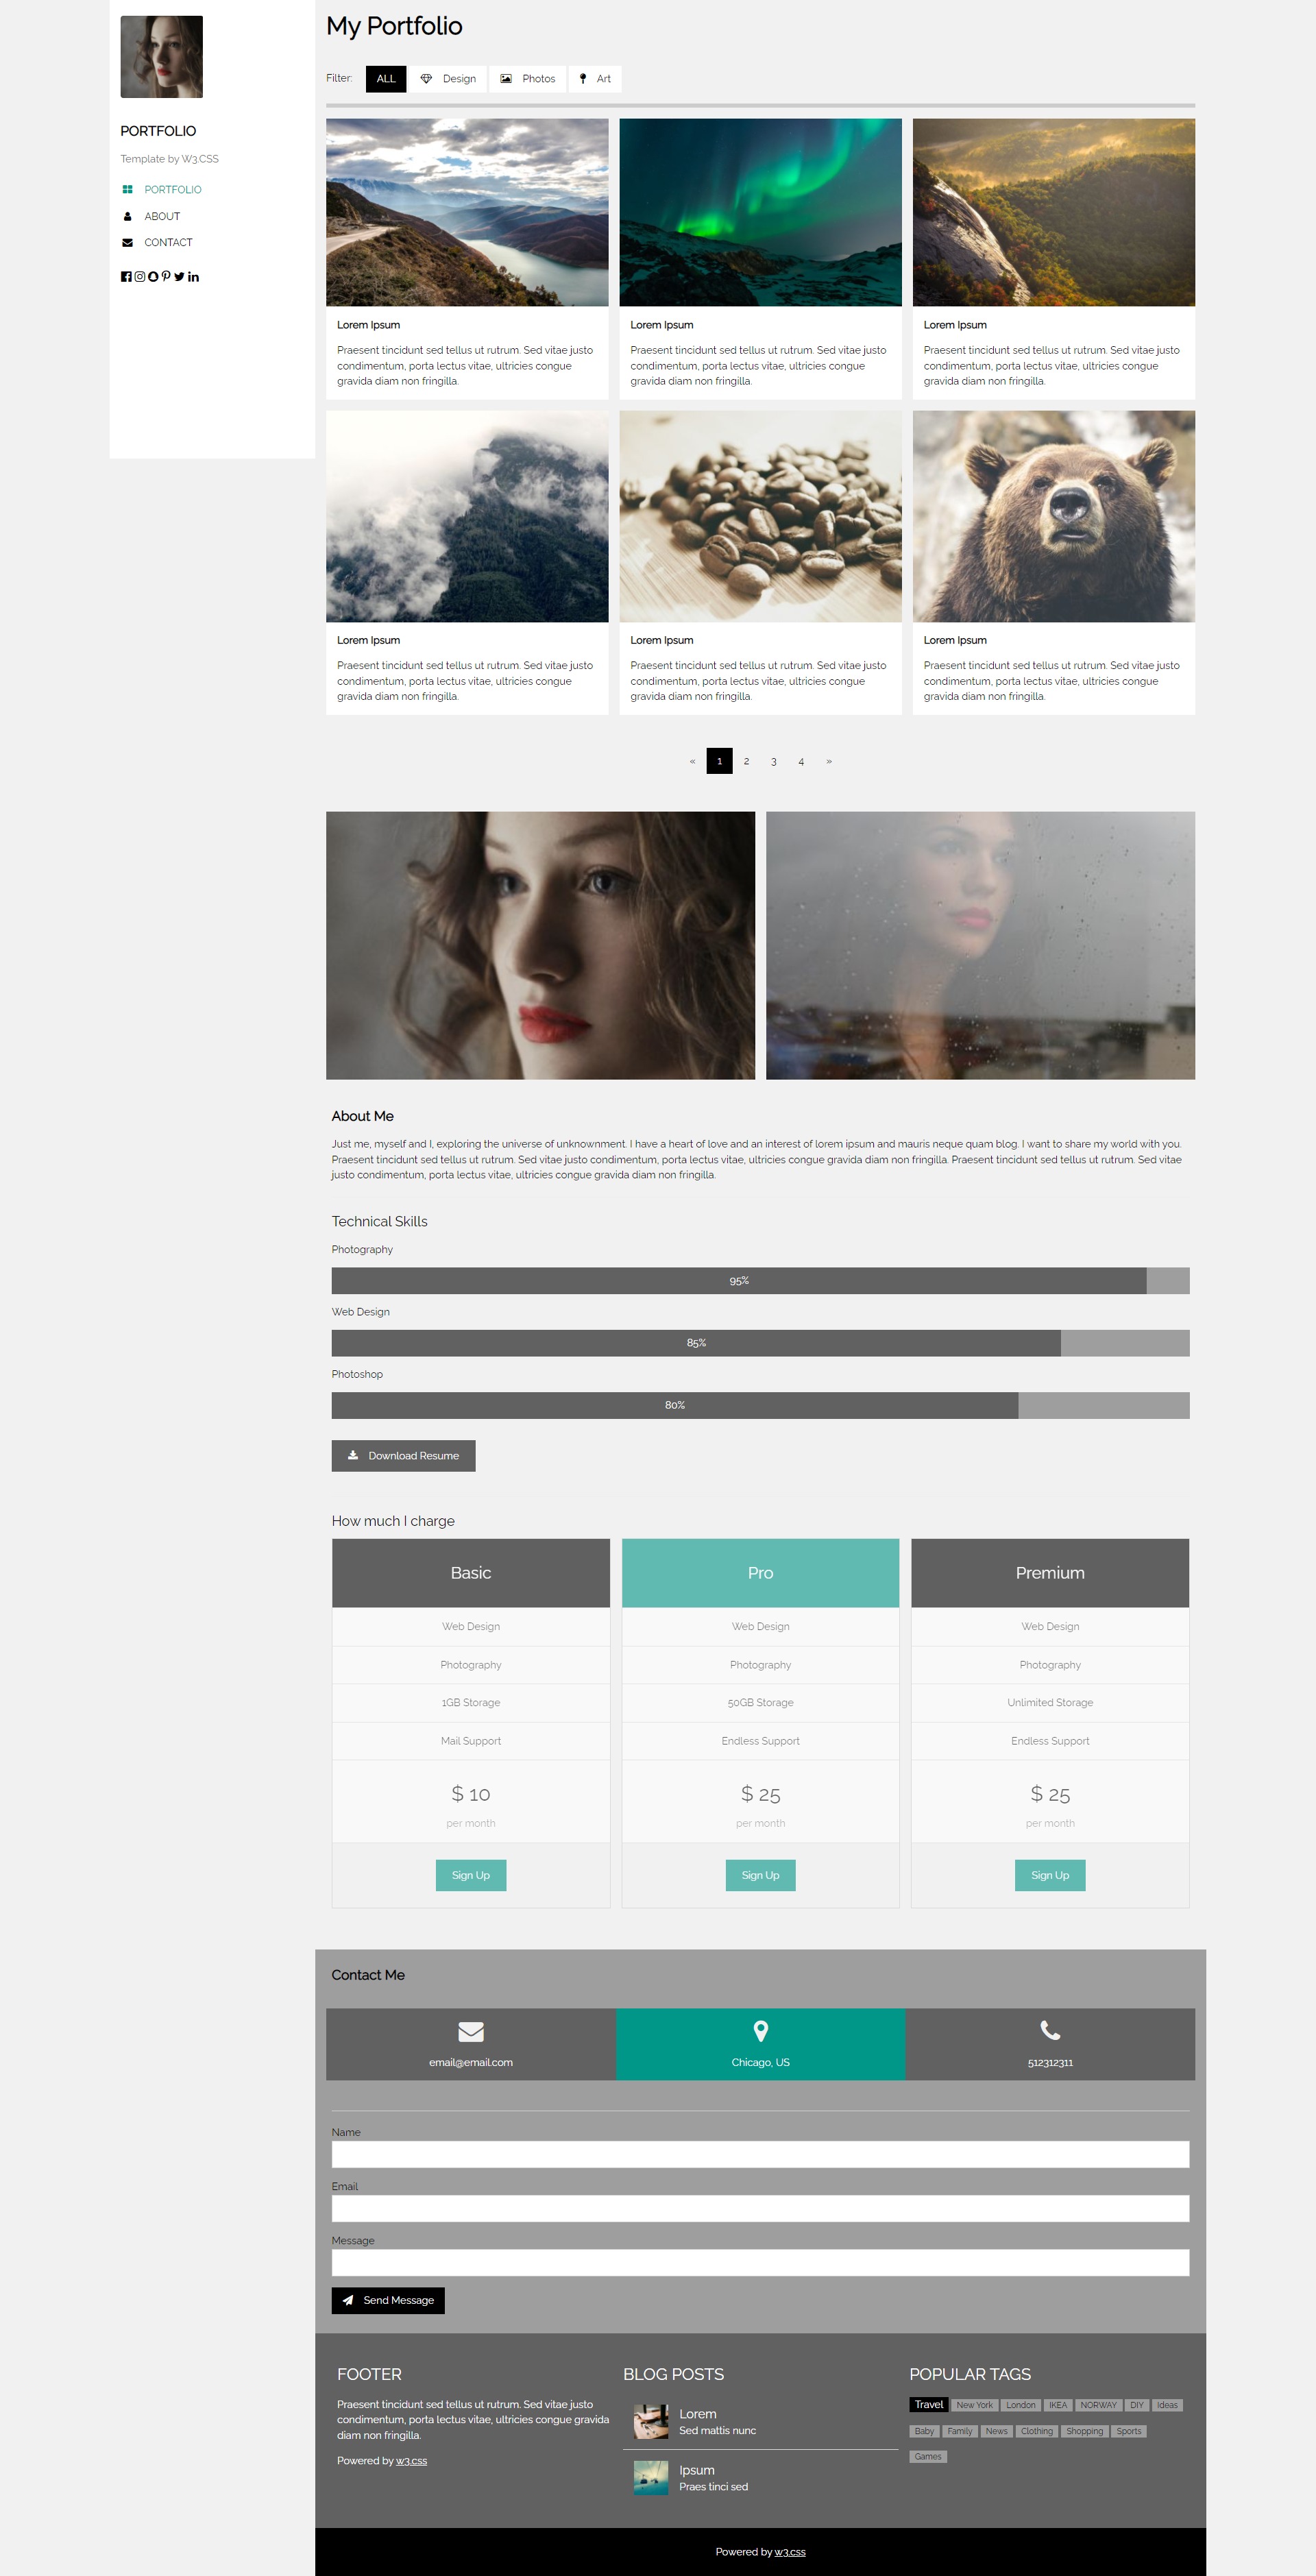 PORTFOLIO
Template by W3.CSS
PORTFOLIO
ABOUT
CONTACT
My Portfolio
Filter: ALL Design Photos Art
Lorem Ipsum
Praesent tincidunt sed tellus ut rutrum. Sed vitae justo
condimentum, porta lectus vitae, ultricies congue
gravida diam non fringilla.
Lorem Ipsum
Praesent tincidunt sed tellus ut rutrum. Sed vitae justo
condimentum, porta lectus vitae, ultricies congue
gravida diam non fringilla.
Lorem Ipsum
Praesent tincidunt sed tellus ut rutrum. Sed vitae justo
condimentum, porta lectus vitae, ultricies congue
gravida diam non fringilla.
Lorem Ipsum
Praesent tincidunt sed tellus ut rutrum. Sed vitae justo
condimentum, porta lectus vitae, ultricies congue
gravida diam non fringilla.
Lorem Ipsum
Praesent tincidunt sed tellus ut rutrum. Sed vitae justo
condimentum, porta lectus vitae, ultricies congue
gravida diam non fringilla.
Lorem Ipsum
Praesent tincidunt sed tellus ut rutrum. Sed vitae justo
condimentum, porta lectus vitae, ultricies congue
gravida diam non fringilla.
« 1 2 3 4 »
About Me
Just me, myself and I, exploring the universe of unknownment. I have a heart of love and an interest of lorem ipsum and mauris neque quam blog. I want to share my world with you.
Praesent tincidunt sed tellus ut rutrum. Sed vitae justo condimentum, porta lectus vitae, ultricies congue gravida diam non fringilla. Praesent tincidunt sed tellus ut rutrum. Sed vitae
justo condimentum, porta lectus vitae, ultricies congue gravida diam non fringilla.
Technical Skills
Photography
95%
Web Design
85%
Photoshop
80%
Download Resume
How much I charge
Basic
Web Design
Photography
1GB Storage
Mail Support
$ 10
per month
Sign Up
Pro
Web Design
Photography
50GB Storage
Endless Support
$ 25
per month
Sign Up
Premium
Web Design
Photography
Unlimited Storage
Endless Support
$ 25
per month
Sign Up
Contact Me
email@email.com
Chicago, US
512312311
Name
Email
Message
Send Message
FOOTER
Praesent tincidunt sed tellus ut rutrum. Sed vitae justo
condimentum, porta lectus vitae, ultricies congue gravida
diam non fringilla.
Powered by w3.css
BLOG POSTS
Lorem
Sed mattis nunc
Ipsum
Praes tinci sed
POPULAR TAGS
Travel New York London IKEA NORWAY DIY Ideas
Baby Family News Clothing Shopping Sports
Games
Powered by w3.css